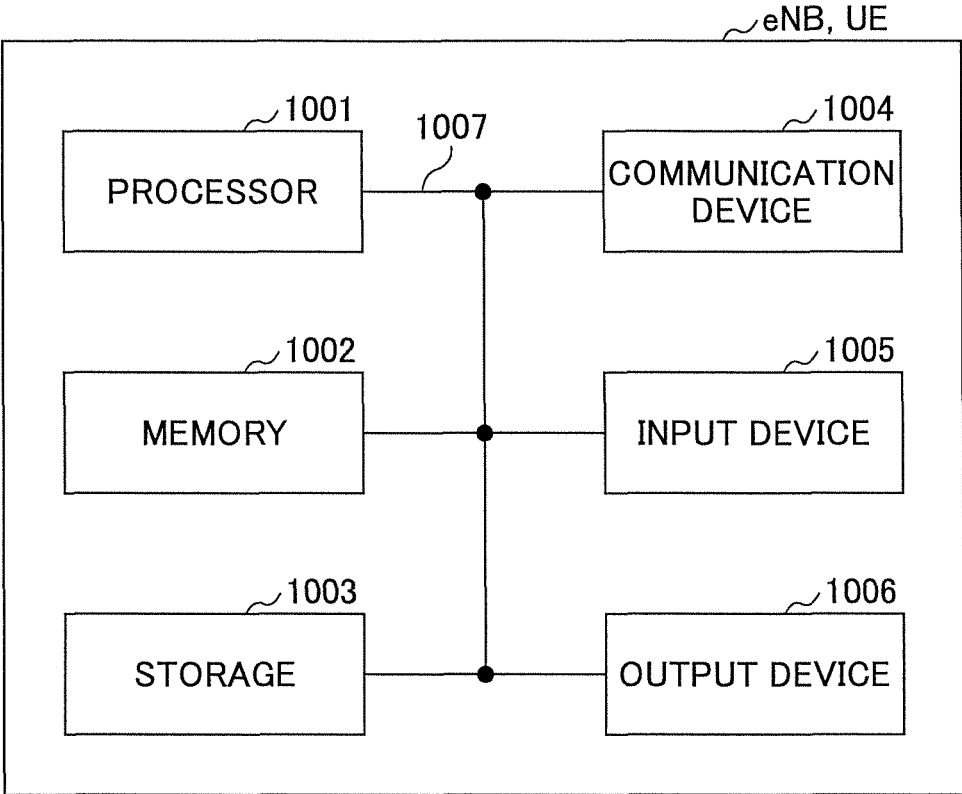 eNB, UE
1001
PROCESSOR
1007
1004
COMMUNICATION
DEVICE
1002
MEMORY
1005
INPUT DEVICE
1003
STORAGE
1006
OUTPUT DEVICE